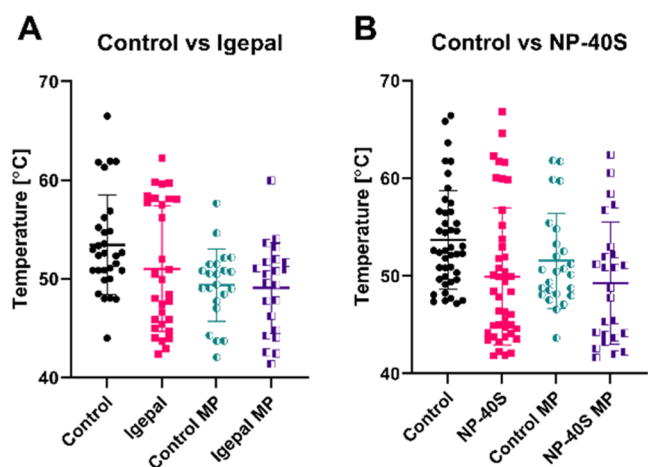 A
Control vs Igepal
Temperature [°C]
70
60
50
40
Control
Igepal
Control MP
Igepal MP
B
Control vs NP-40S
Temperature [°C]
70
60
50
40
Control
NP-40S
Control MP
NP-40S MP